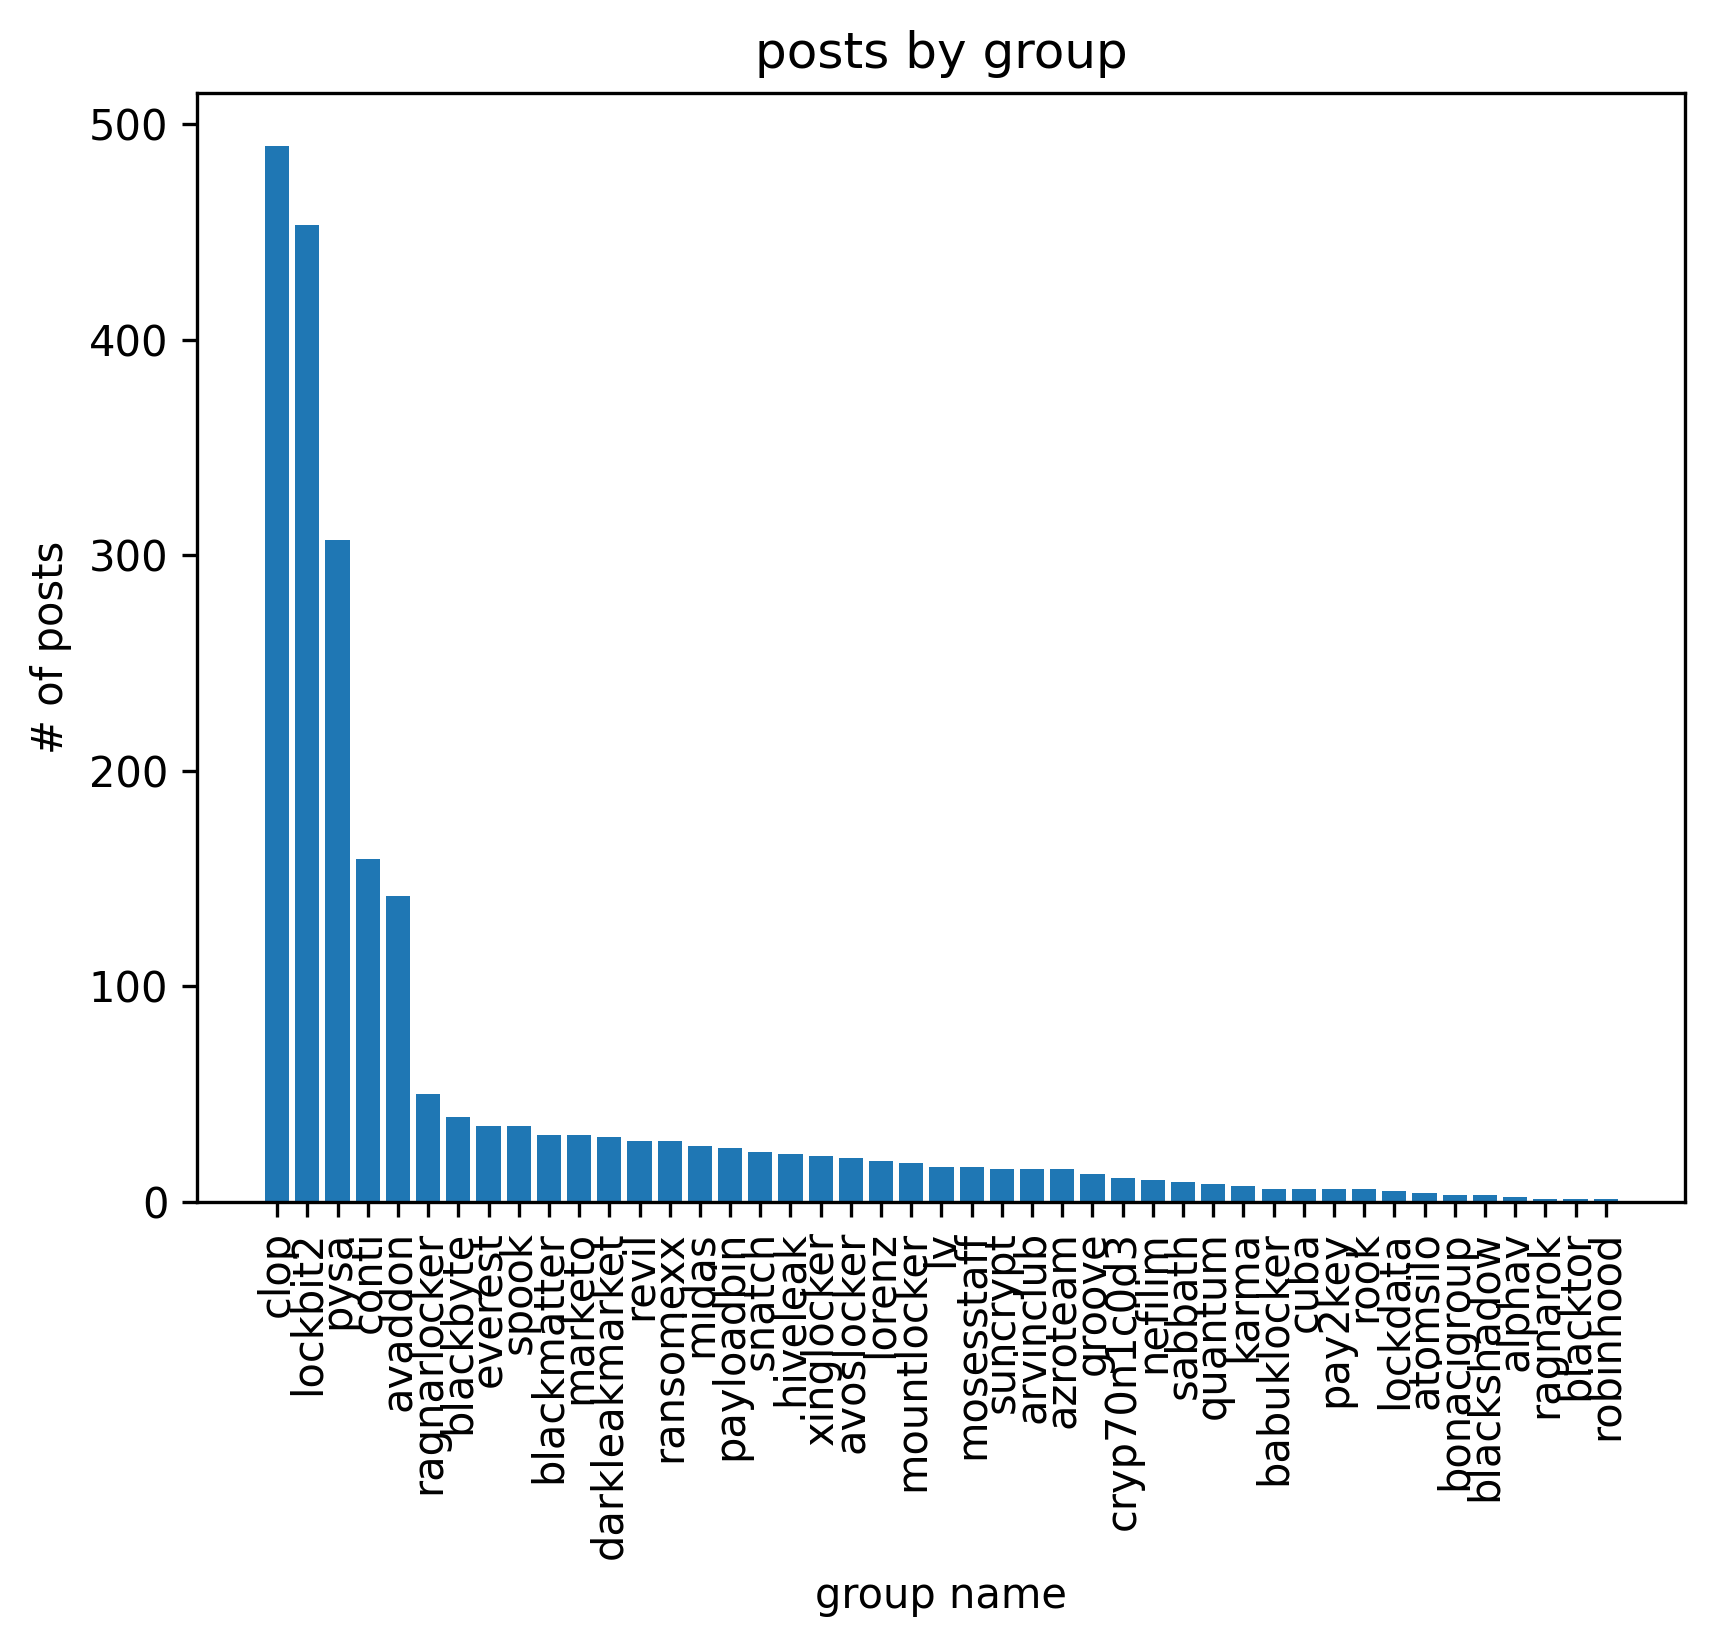 posts by group
# of posts
500
400
300
200
100
0
clop
lockbit2
pysa
conti
avaddon
ragnarlocker
blackbyte
everest
spook
blackmatter
marketo
darkleakmarket
revil
ransomexx
midas
payloadbin
snatch
hiveleak
xinglocker
avoslocker
lorenz
mountlocker
lv
mosesstaff
suncrypt
arvinclub
azroteam
groove
cryp70n1c0d3
nefilim
sabbath
quantum
karma
babuklocker
cuba
pay2key
rook
lockdata
atomsilo
bonacigroup
blackshadow
alphav
ragnarok
blacktor
robinhood
group name